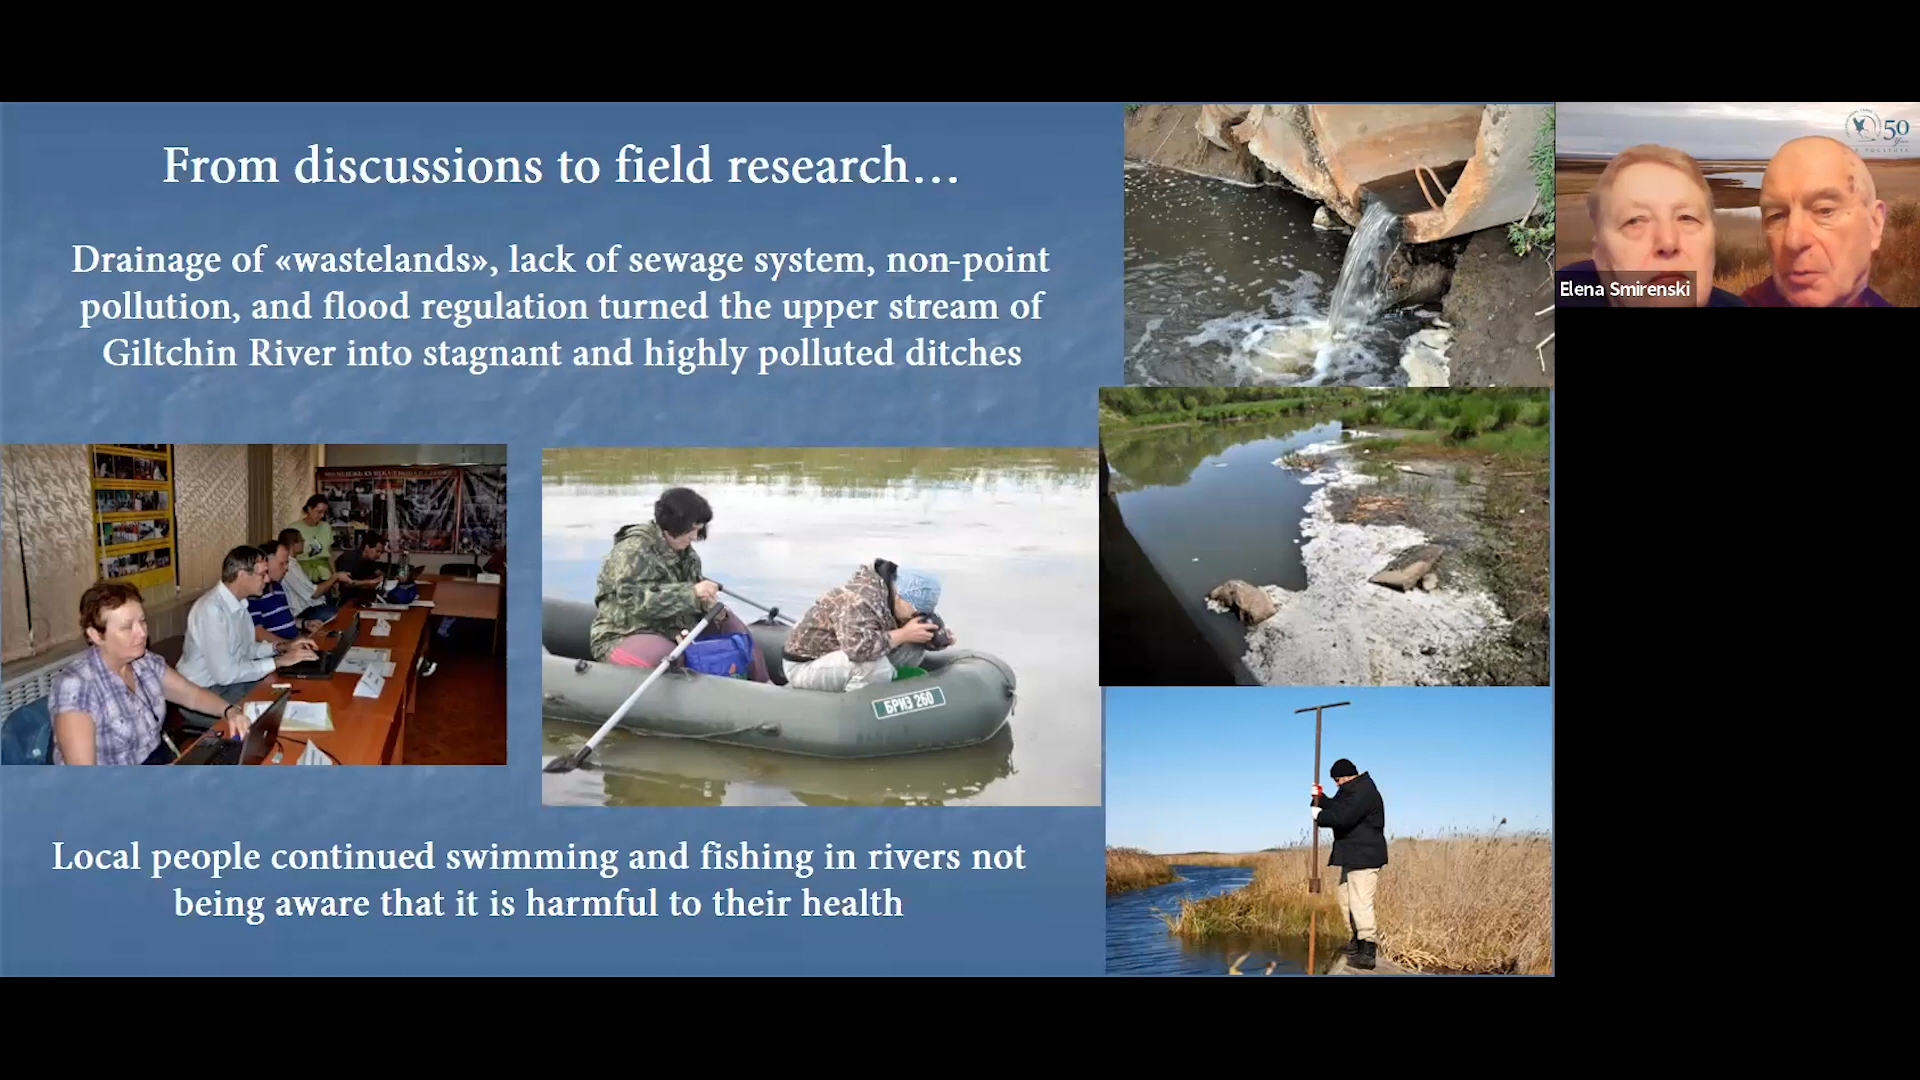 From discussions to field research...
Drainage of «wastelands», lack of sewage system, non-point
pollution, and flood regulation turned the upper stream of
Giltchin River into stagnant and highly polluted ditches
БРИЗ 260
Local people continued swimming and fishing in rivers not
being aware that it is harmful to their health
50
Elena Smirenski